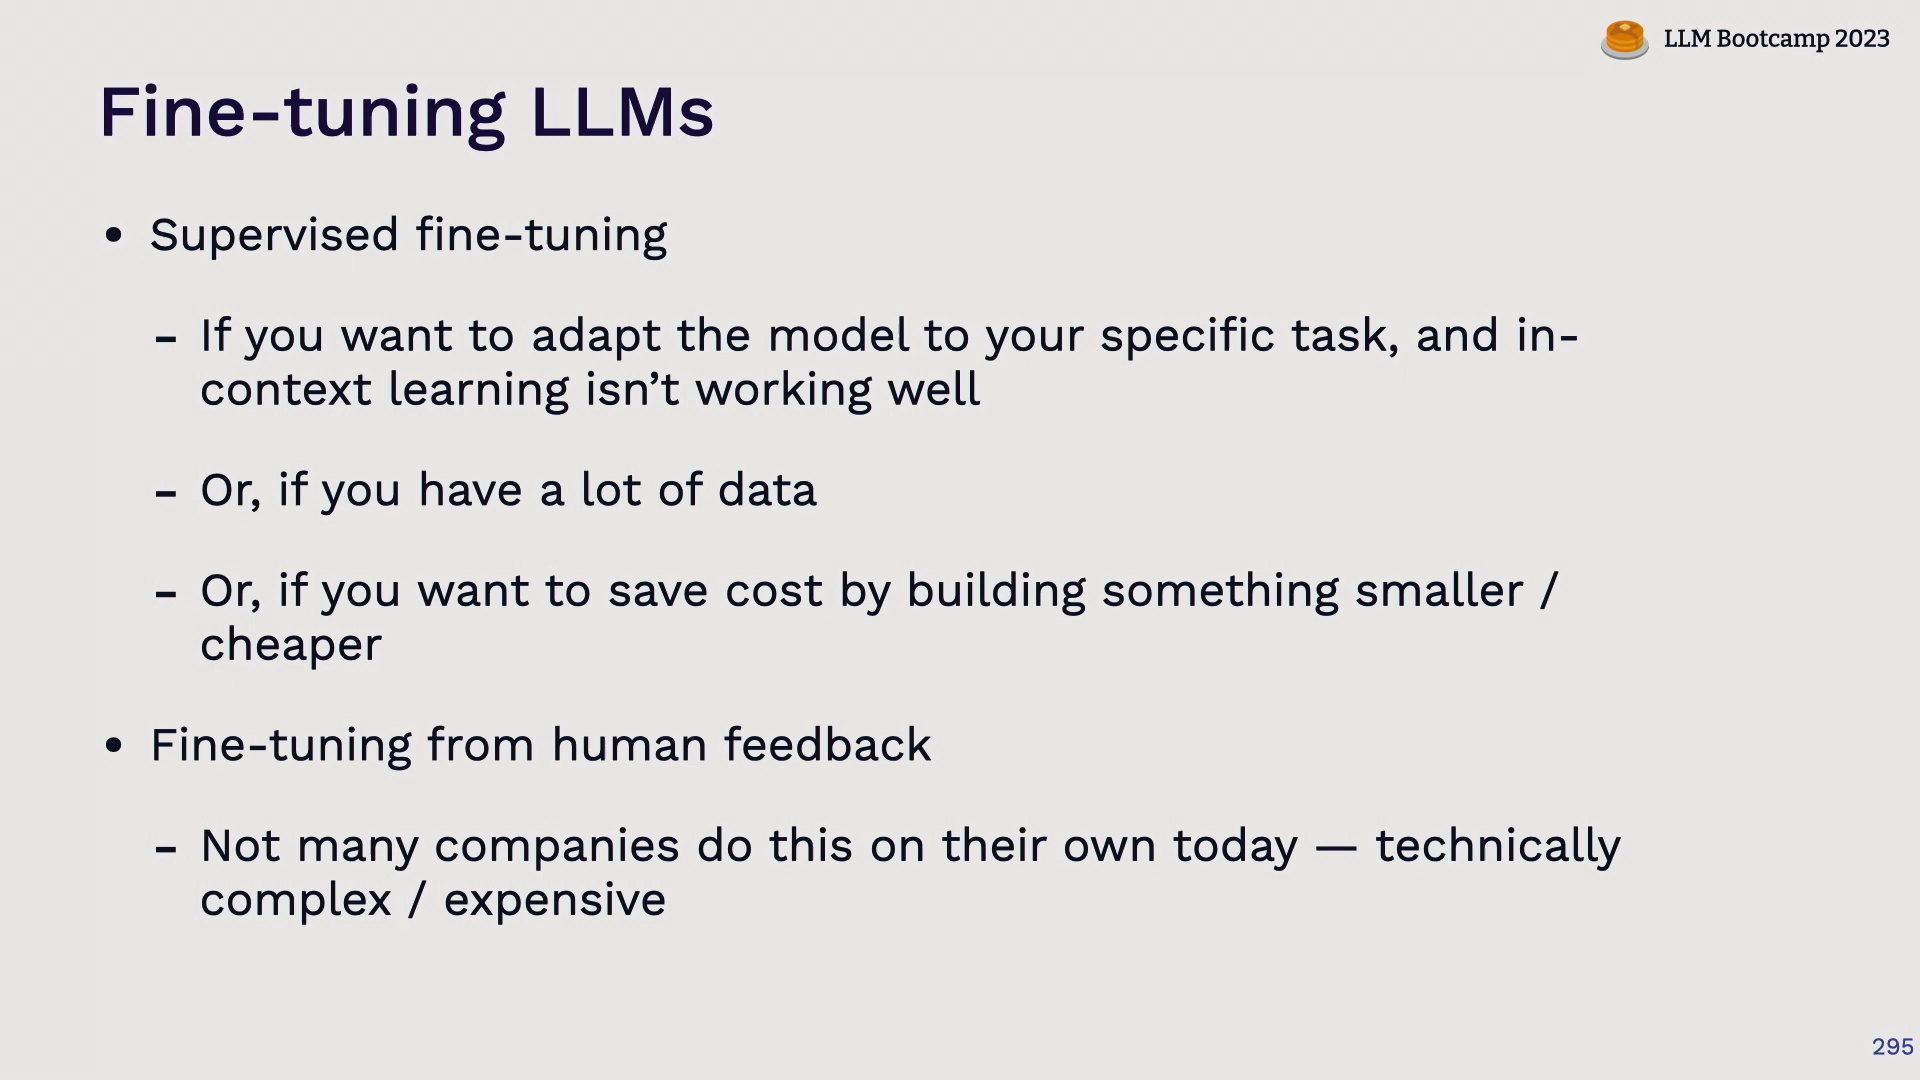 LLM Bootcamp 2023
Fine-tuning LLMs
• Supervised fine-tuning
- If you want to adapt the model to your specific task, and in-
context learning isn’t working well
- Or, if you have a lot of data
- Or, if you want to save cost by building something smaller /
cheaper
• Fine-tuning from human feedback
- Not many companies do this on their own today — technically
complex / expensive
295